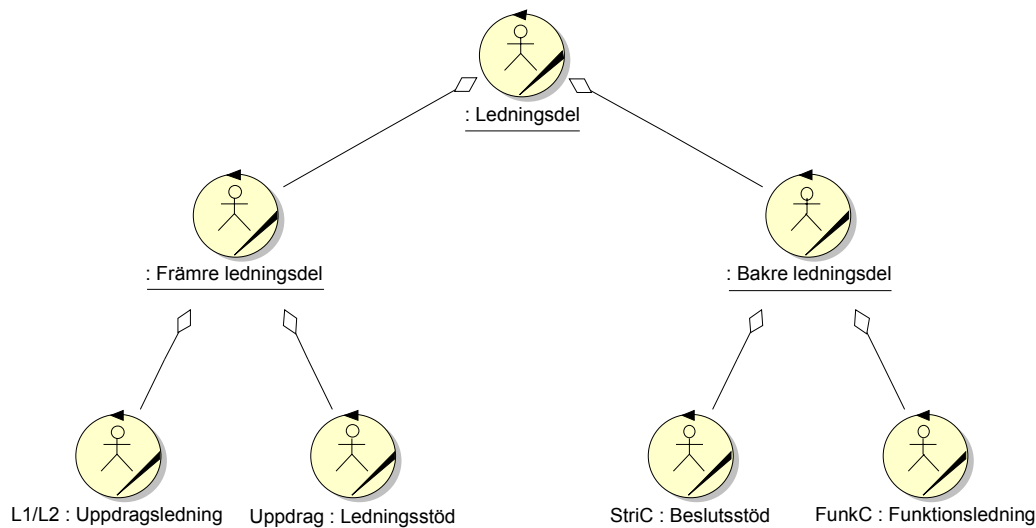 : Ledningsdel
: Främre ledningsdel
: Bakre ledningsdel
L1/L2 : Uppdragsledning
Uppdrag : Ledningsstöd
StriC : Beslutsstöd
FunkC : Funktionsledning